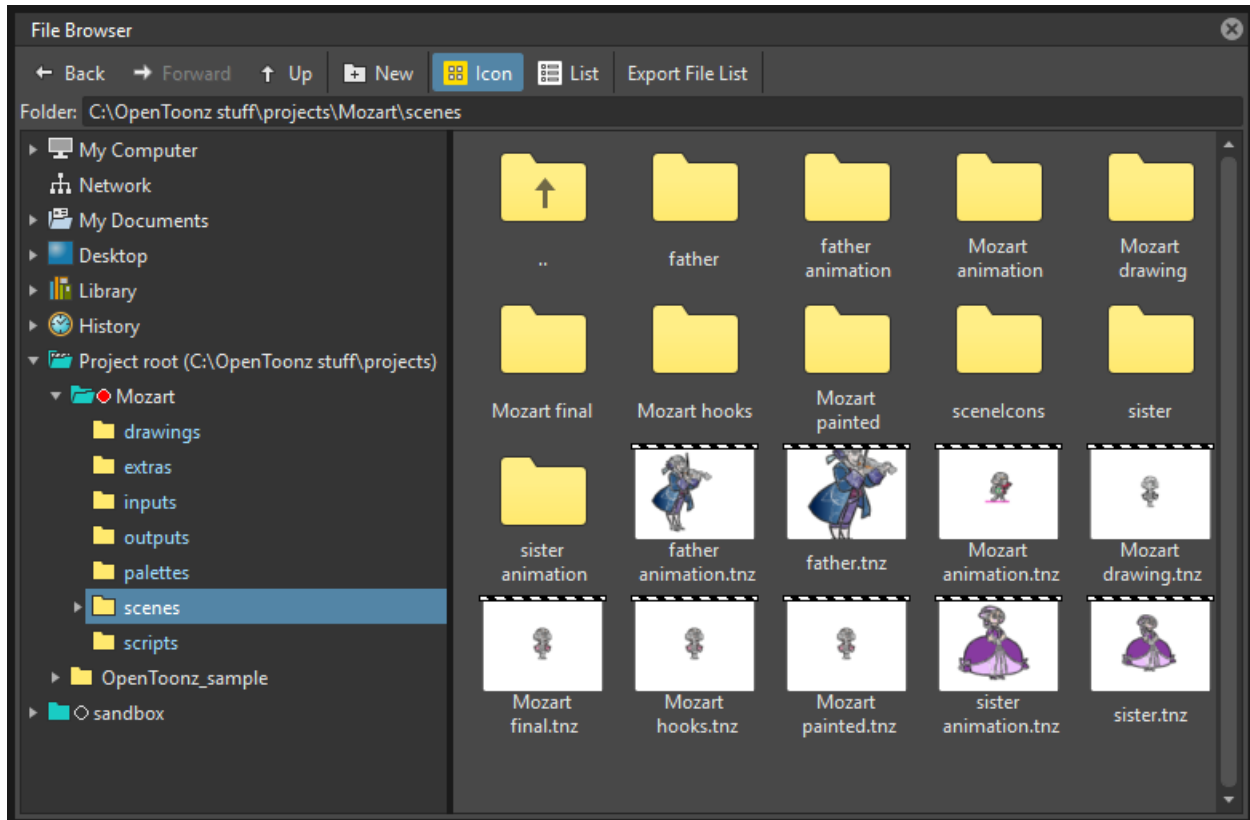 File Browser
Back Forward Up New Icon List Export File List
Folder: C:\OpenToonz stuff\projects\Mozart\scenes
My Computer
Network
My Documents
Desktop
Library
History
Project root (C:\OpenToonz stuff\projects)
Mozart
drawings
extras
inputs
outputs
palettes
scenes
scripts
OpenToonz_sample
sandbox
..
father
father
animation
Mozart
animation
Mozart
drawing
Mozart final
Mozart hooks
Mozart
painted
sceneIcons
sister
sister
animation
father
animation.tnz
father.tnz
Mozart
animation.tnz
Mozart
drawing.tnz
Mozart
final.tnz
Mozart
hooks.tnz
Mozart
painted.tnz
sister
animation.tnz
sister.tnz